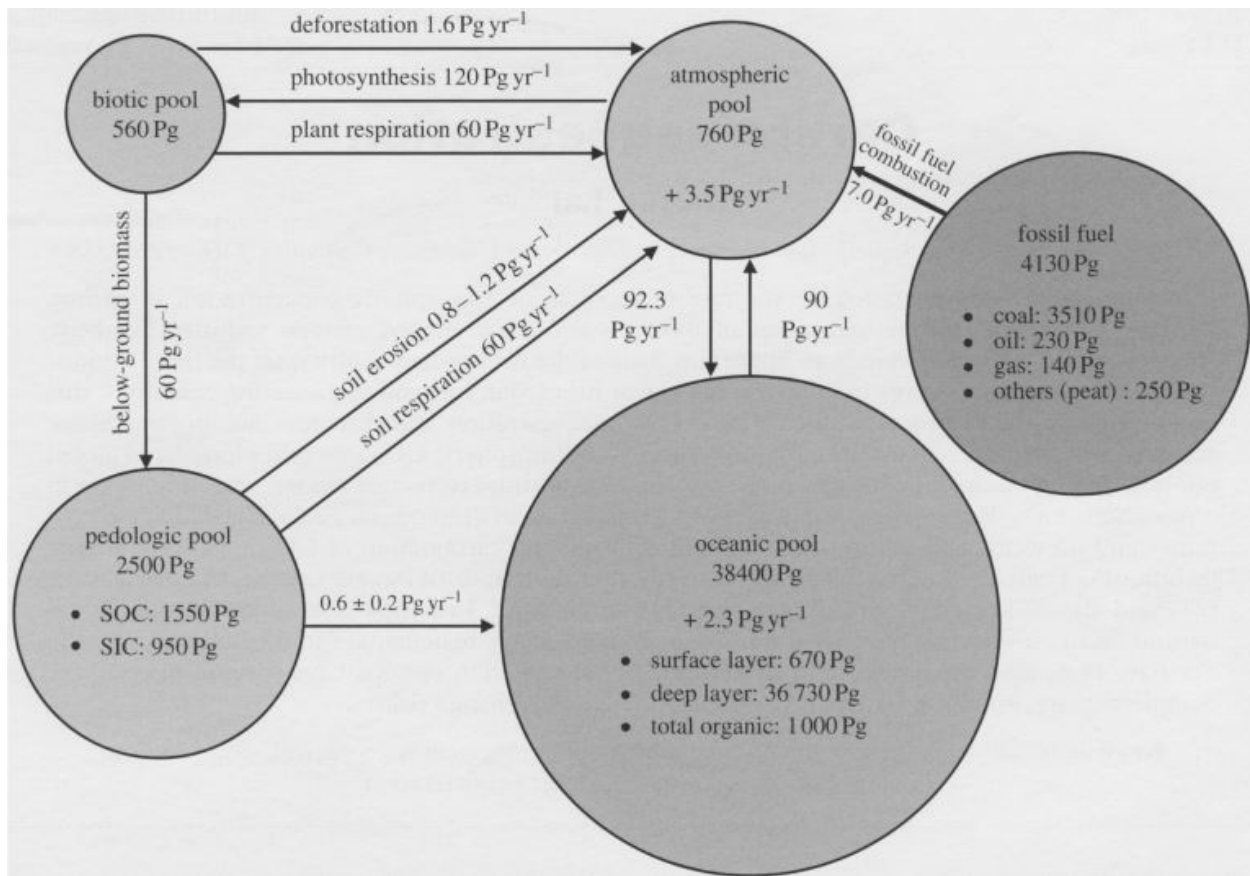 deforestation 1.6 Pg yr⁻¹
photosynthesis 120 Pg yr⁻¹
plant respiration 60 Pg yr⁻¹
biotic pool
560 Pg
atmospheric
pool
760 Pg
+ 3.5 Pg yr⁻¹
fossil fuel
combustion
7.0 Pg yr⁻¹
fossil fuel
4130 Pg
• coal: 3510 Pg
• oil: 230 Pg
• gas: 140 Pg
• others (peat) : 250 Pg
below-ground biomass
60 Pg yr⁻¹
soil erosion 0.8–1.2 Pg yr⁻¹
soil respiration 60 Pg yr⁻¹
92.3
Pg yr⁻¹
90
Pg yr⁻¹
pedologic pool
2500 Pg
• SOC: 1550 Pg
• SIC: 950 Pg
0.6 ± 0.2 Pg yr⁻¹
oceanic pool
38400 Pg
+ 2.3 Pg yr⁻¹
• surface layer: 670 Pg
• deep layer: 36 730 Pg
• total organic: 1 000 Pg